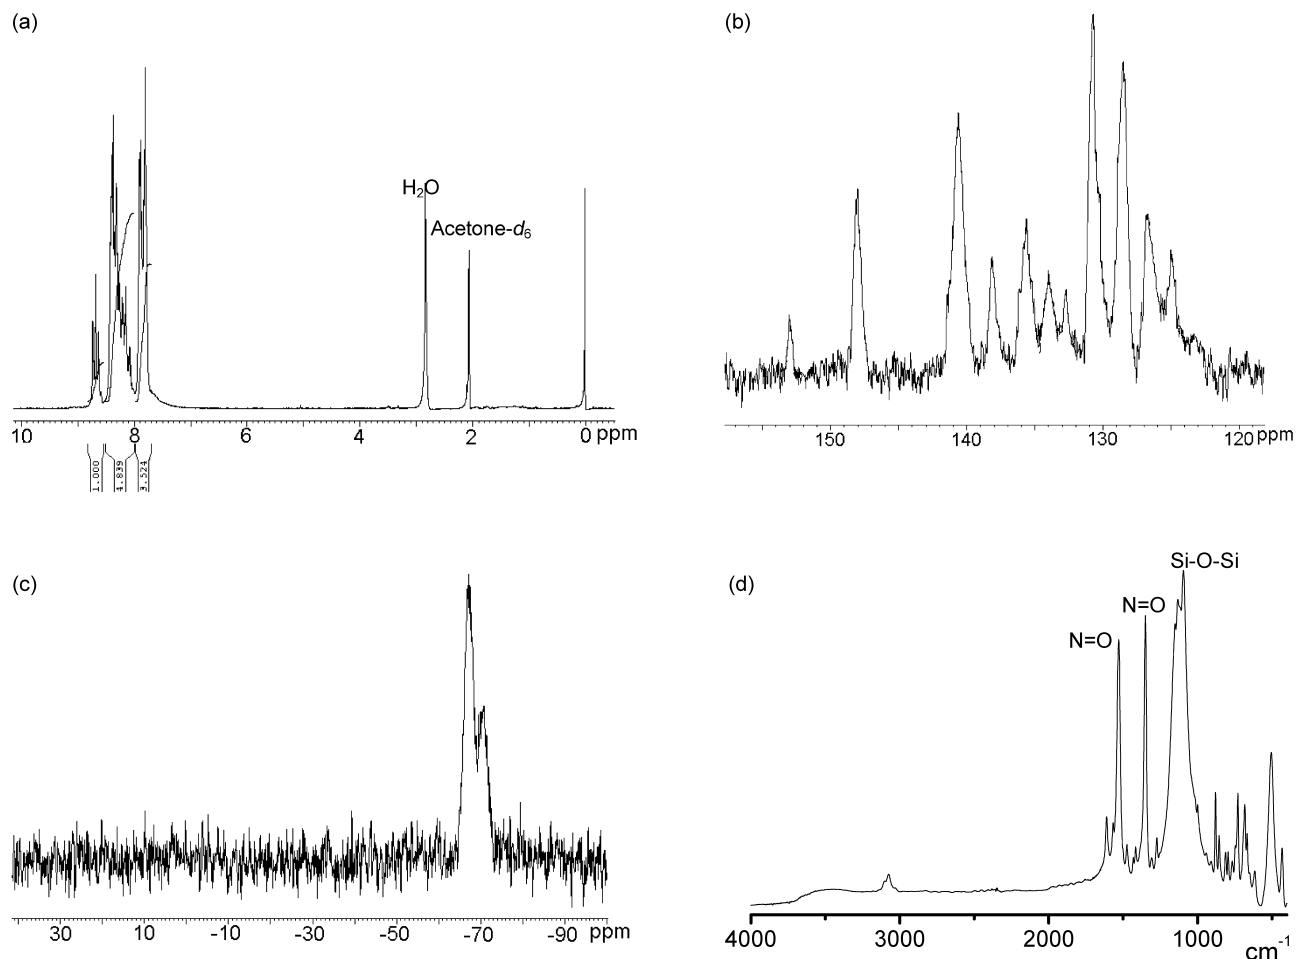 (a)
H₂O
Acetone-d₆
10 8 6 4 2 0 ppm
1.000 4.839 3.524
(b)
150 140 130 120 ppm
(c)
30 10 -10 -30 -50 -70 -90 ppm
(d)
Si-O-Si
N=O
N=O
4000 3000 2000 1000 cm⁻¹